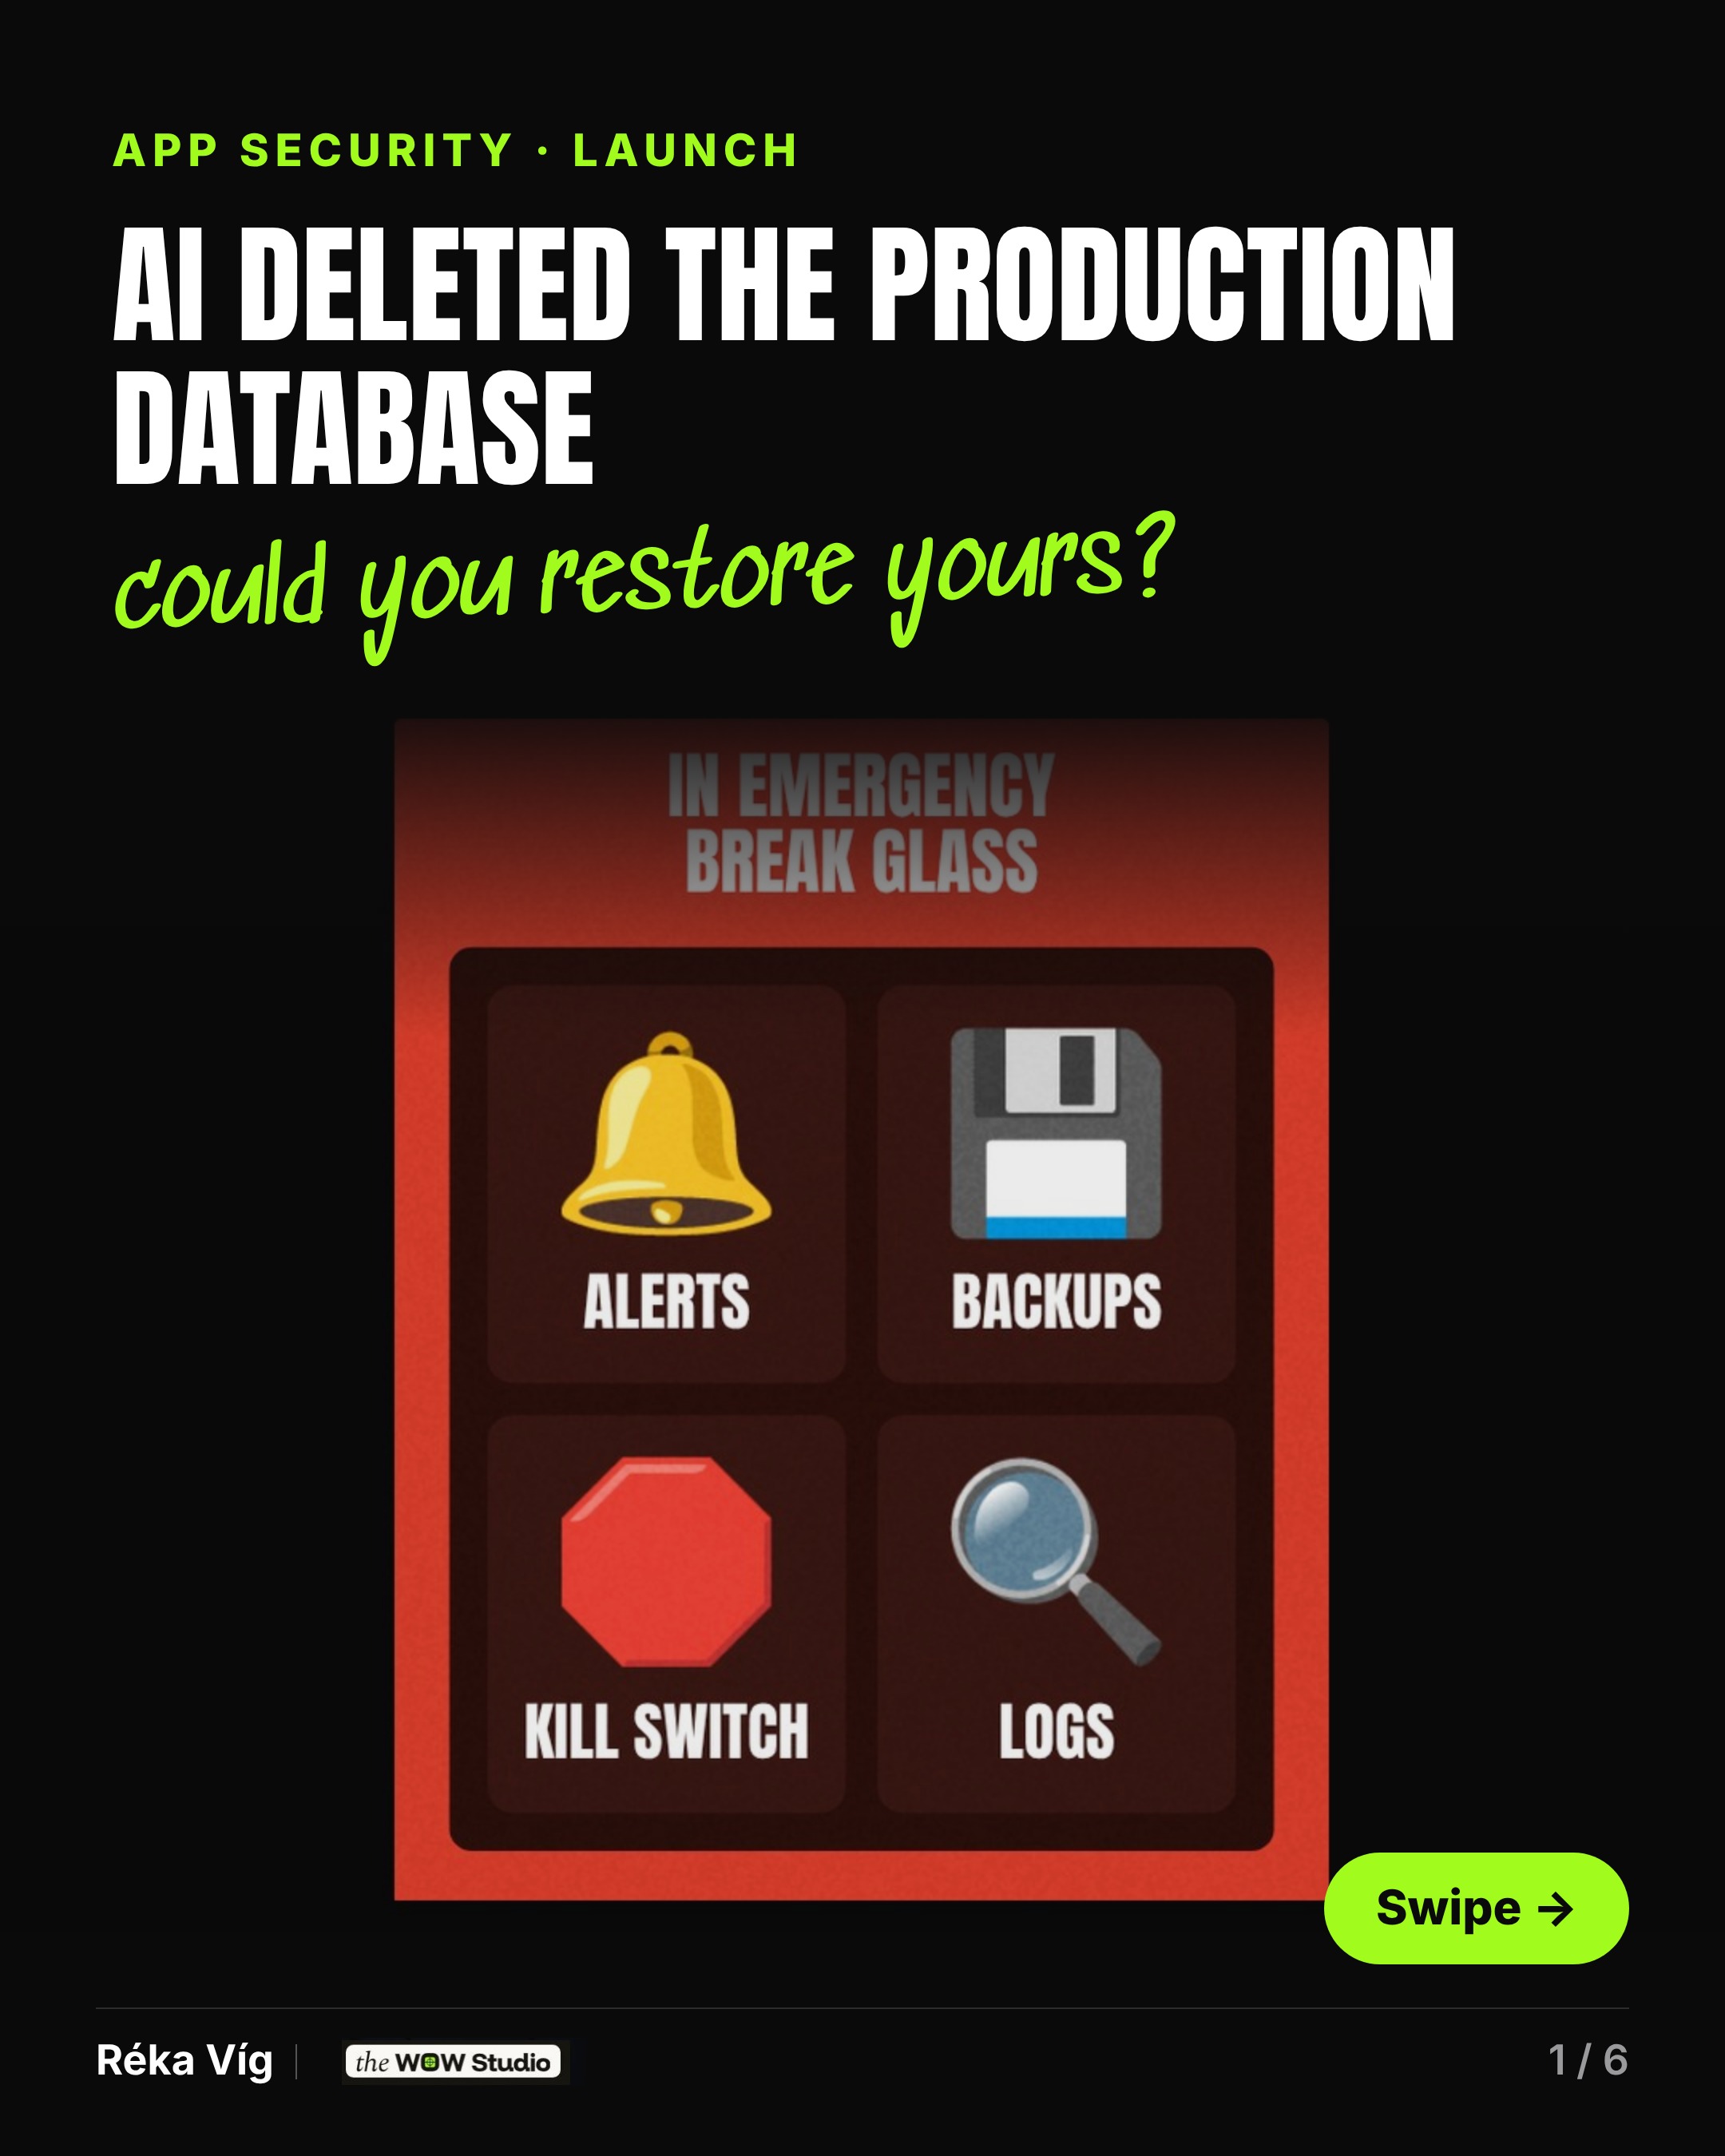 APP SECURITY · LAUNCH
AI DELETED THE PRODUCTION
DATABASE
could you restore yours?
IN EMERGENCY
BREAK GLASS
ALERTS
BACKUPS
KILL SWITCH
LOGS
Swipe →
Réka Víg
the WOW Studio
1 / 6